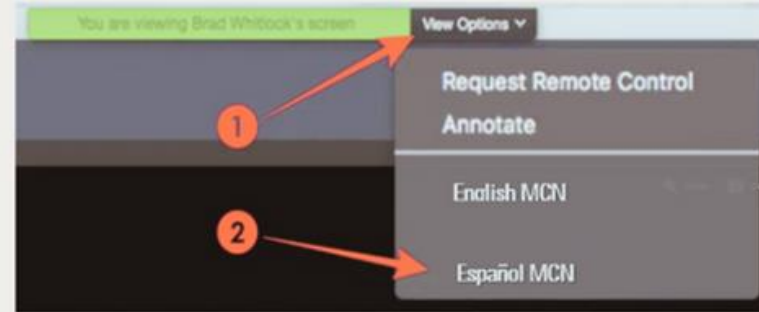 You are viewing Brad Whitlock's screen
View Options
Request Remote Control
Annotate
English MCN
Español MCN
1
2